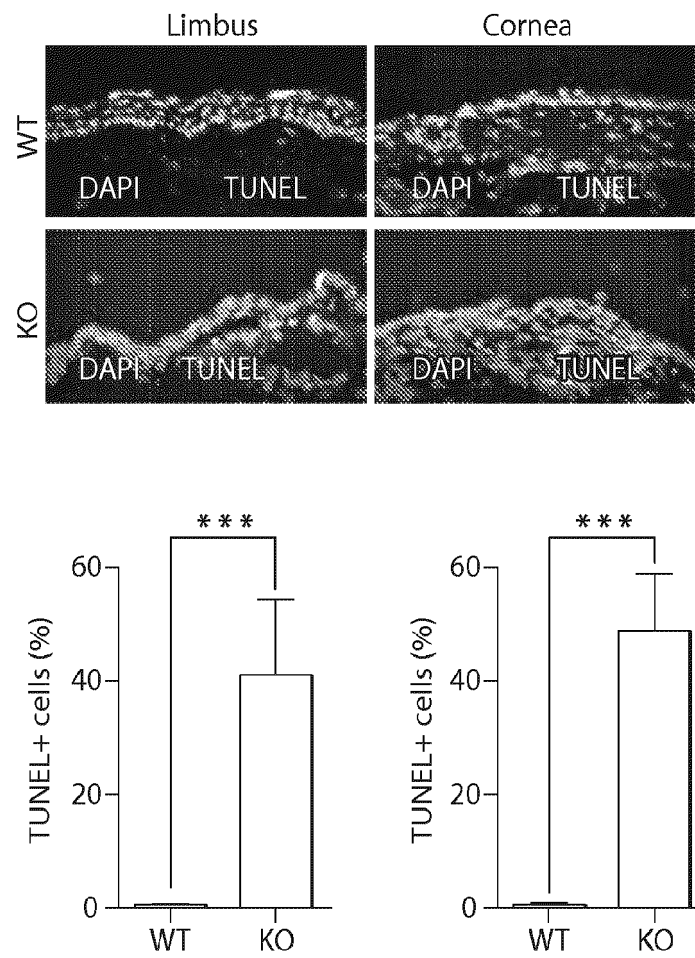 Limbus Cornea
WT
DAPI TUNEL DAPI TUNEL
KO
DAPI TUNEL DAPI TUNEL
*** ***
TUNEL+ cells (%)
60
40
20
0
WT KO
TUNEL+ cells (%)
60
40
20
0
WT KO